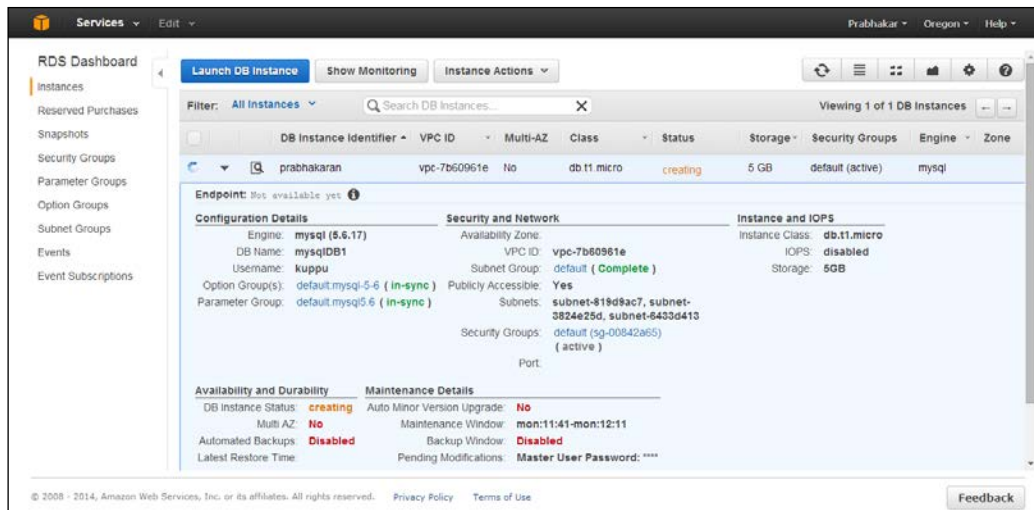 Services Edit Prabhakar Oregon Help
RDS Dashboard
Instances
Reserved Purchases
Snapshots
Security Groups
Parameter Groups
Option Groups
Subnet Groups
Events
Event Subscriptions
Launch DB Instance Show Monitoring Instance Actions
Filter: All Instances Search DB Instances... X Viewing 1 of 1 DB Instances
DB Instance Identifier VPC ID Multi-AZ Class Status Storage Security Groups Engine Zone
prabhakaran vpc-7b60961e No db.t1.micro creating 5 GB default (active) mysql
Endpoint: Not available yet
Configuration Details
Engine: mysql (5.6.17)
DB Name: mysqlDB1
Username: kuppu
Option Group(s): default:mysql-5-6 ( in-sync )
Parameter Group: default.mysql5.6 ( in-sync )
Security and Network
Availability Zone:
VPC ID: vpc-7b60961e
Subnet Group: default ( Complete )
Publicly Accessible: Yes
Subnets: subnet-819d9ac7, subnet-
3824e25d, subnet-6433d413
Security Groups: default (sg-00842a65)
( active )
Port:
Instance and IOPS
Instance Class: db.t1.micro
IOPS: disabled
Storage: 5GB
Availability and Durability
DB Instance Status: creating
Multi AZ: No
Automated Backups: Disabled
Latest Restore Time:
Maintenance Details
Auto Minor Version Upgrade: No
Maintenance Window: mon:11:41-mon:12:11
Backup Window: Disabled
Pending Modifications: Master User Password: ****
© 2008 - 2014, Amazon Web Services, Inc. or its affiliates. All rights reserved. Privacy Policy Terms of Use Feedback